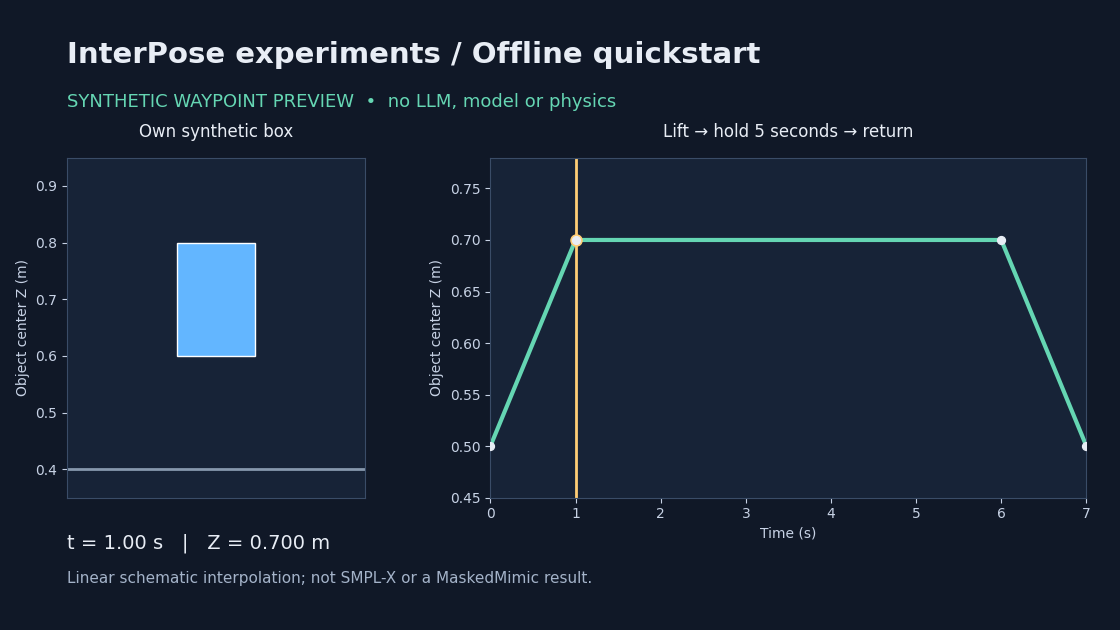 InterPose experiments / Offline quickstart
SYNTHETIC WAYPOINT PREVIEW • no LLM, model or physics
Own synthetic box
Object center Z (m)
0.9
0.8
0.7
0.6
0.5
0.4
Lift → hold 5 seconds → return
Object center Z (m)
0.75
0.70
0.65
0.60
0.55
0.50
0.45
0 1 2 3 4 5 6 7
Time (s)
t = 1.00 s | Z = 0.700 m
Linear schematic interpolation; not SMPL-X or a MaskedMimic result.